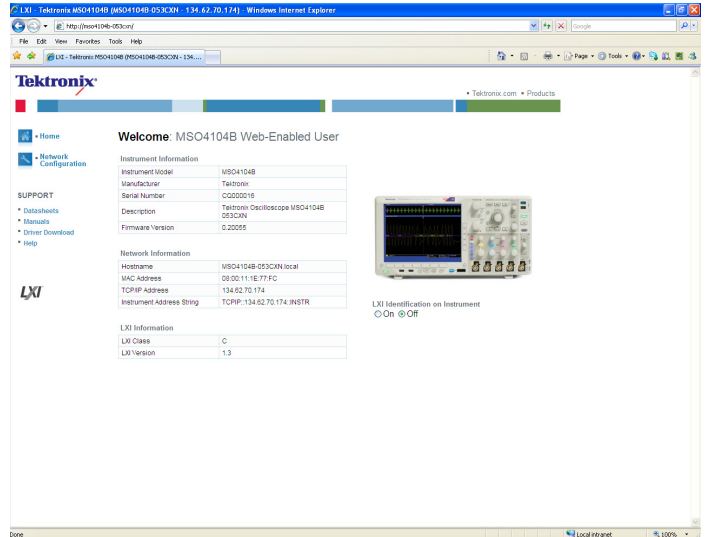 LXI - Tektronix MSO4104B (MSO4104B-053CXN - 134.62.70.174) - Windows Internet Explorer
http://mso4104b-053cxn/
Google
File Edit View Favorites Tools Help
LXI - Tektronix MSO4104B (MSO4104B-053CXN - 134....
Page Tools
Tektronix
Tektronix.com Products
Home
Network Configuration
SUPPORT
Datasheets
Manuals
Driver Download
Help
LXI
Welcome: MSO4104B Web-Enabled User
Instrument Information
Instrument Model MSO4104B
Manufacturer Tektronix
Serial Number CQ000016
Description Tektronix Oscilloscope MSO4104B 053CXN
Firmware Version 0.20055
Network Information
Hostname MSO4104B-053CXN.local
MAC Address 08:00:11:1E:77:FC
TCP/IP Address 134.62.70.174
Instrument Address String TCPIP::134.62.70.174::INSTR
LXI Information
LXI Class C
LXI Version 1.3
LXI Identification on Instrument
On Off
Done
Local intranet
100%